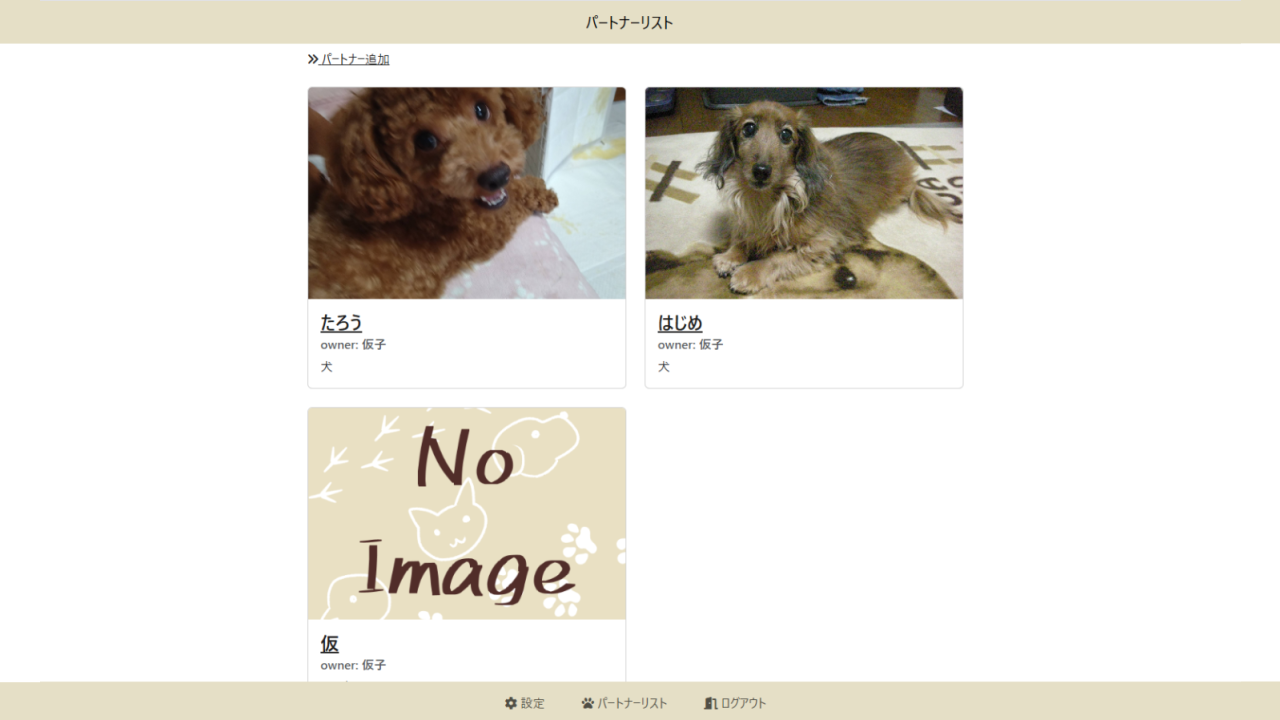 パートナーリスト
パートナー追加
たろう
owner: 仮子
犬
はじめ
owner: 仮子
犬
No
Image
仮
owner: 仮子
設定 パートナーリスト ログアウト